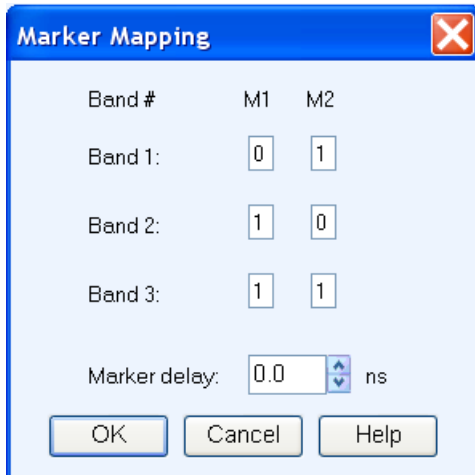 Marker Mapping
Band # M1 M2
Band 1: 0 1
Band 2: 1 0
Band 3: 1 1
Marker delay: 0.0 ns
OK Cancel Help